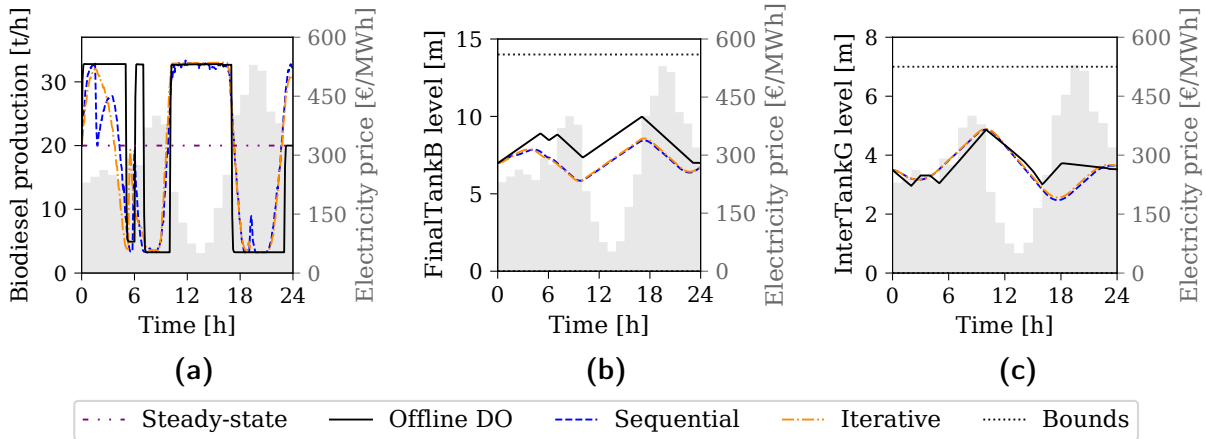 Biodiesel production [t/h]
30
20
10
0
0 6 12 18 24
Time [h]
600
450
300
150
0
Electricity price [€/MWh]
(a)
FinalTankB level [m]
15
10
5
0
0 6 12 18 24
Time [h]
600
450
300
150
0
Electricity price [€/MWh]
(b)
InterTankG level [m]
8
6
4
2
0
0 6 12 18 24
Time [h]
600
450
300
150
0
Electricity price [€/MWh]
(c)
Steady-state Offline DO Sequential Iterative Bounds